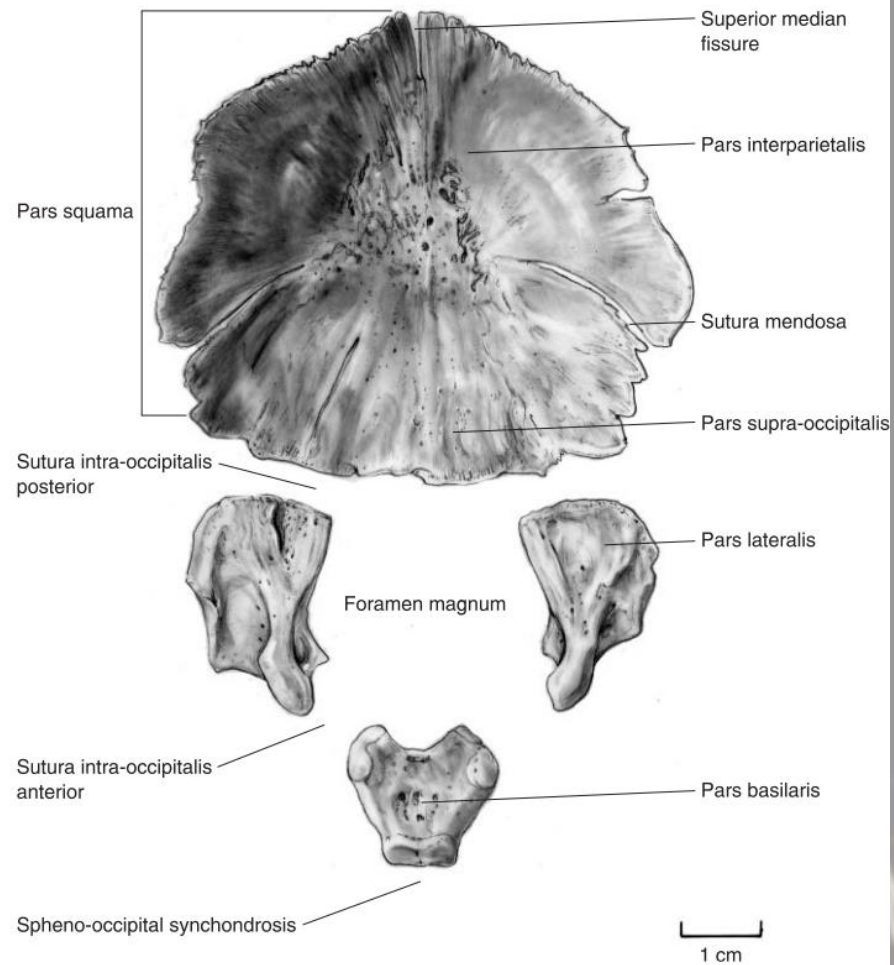 Superior median
fissure
Pars interparietalis
Pars squama
Sutura mendosa
Pars supra-occipitalis
Sutura intra-occipitalis
posterior
Pars lateralis
Foramen magnum
Sutura intra-occipitalis
anterior
Pars basilaris
Spheno-occipital synchondrosis
1 cm